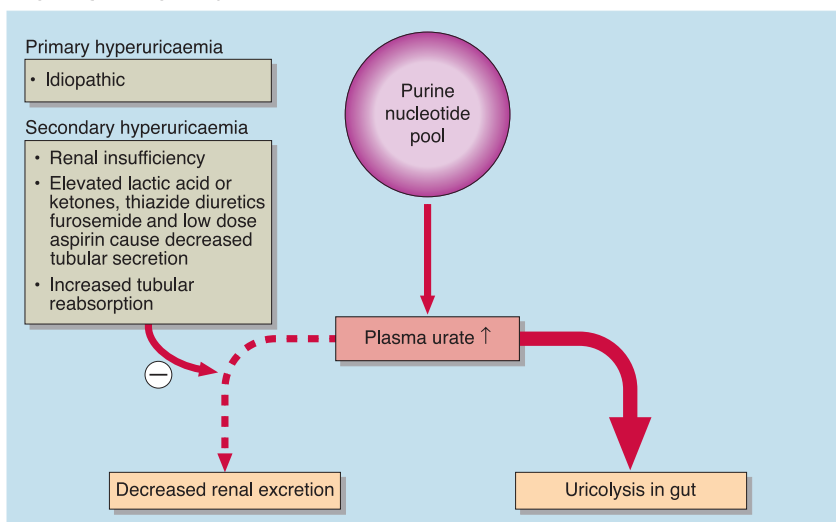 Primary hyperuricaemia
• Idiopathic
Secondary hyperuricaemia
• Renal insufficiency
• Elevated lactic acid or
ketones, thiazide diuretics
furosemide and low dose
aspirin cause decreased
tubular secretion
• Increased tubular
reabsorption
Purine
nucleotide
pool
Plasma urate ↑
−
Decreased renal excretion
Uricolysis in gut